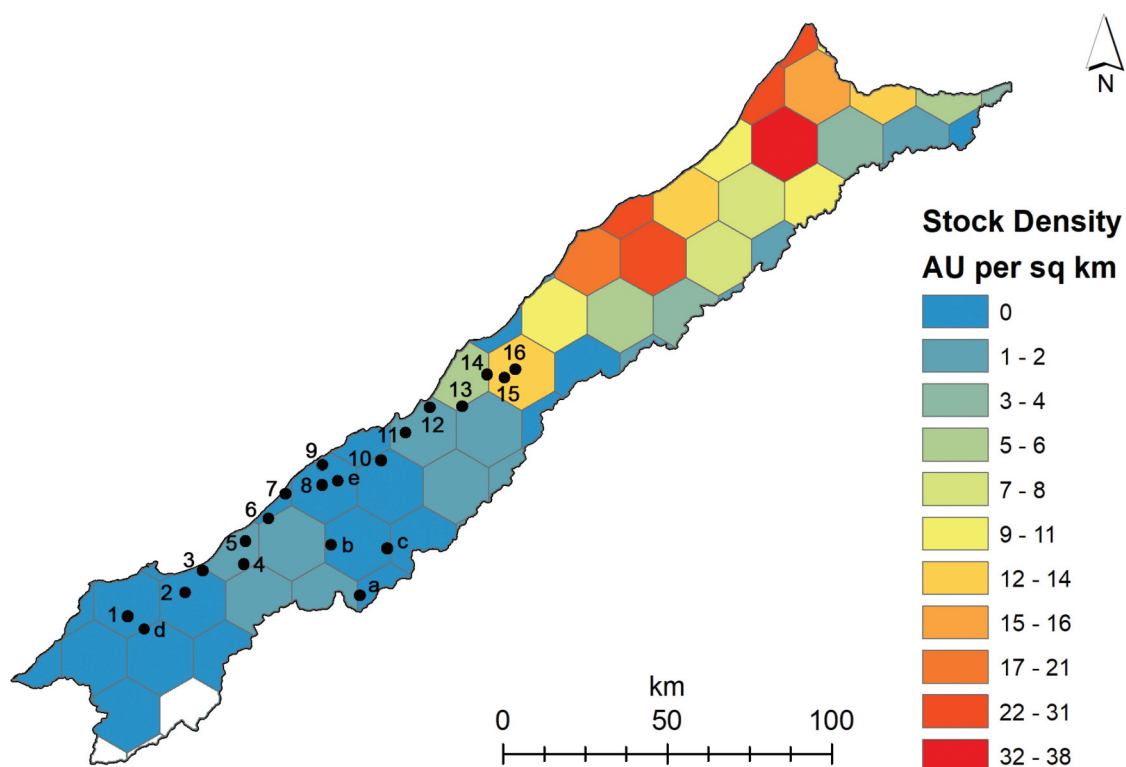 N
Stock Density
AU per sq km
0
1 - 2
3 - 4
5 - 6
7 - 8
9 - 11
12 - 14
15 - 16
17 - 21
22 - 31
32 - 38
16
14
15
13
12
11
10
9
8
e
7
6
5
4
b
c
a
3
2
1
d
km
0
50
100